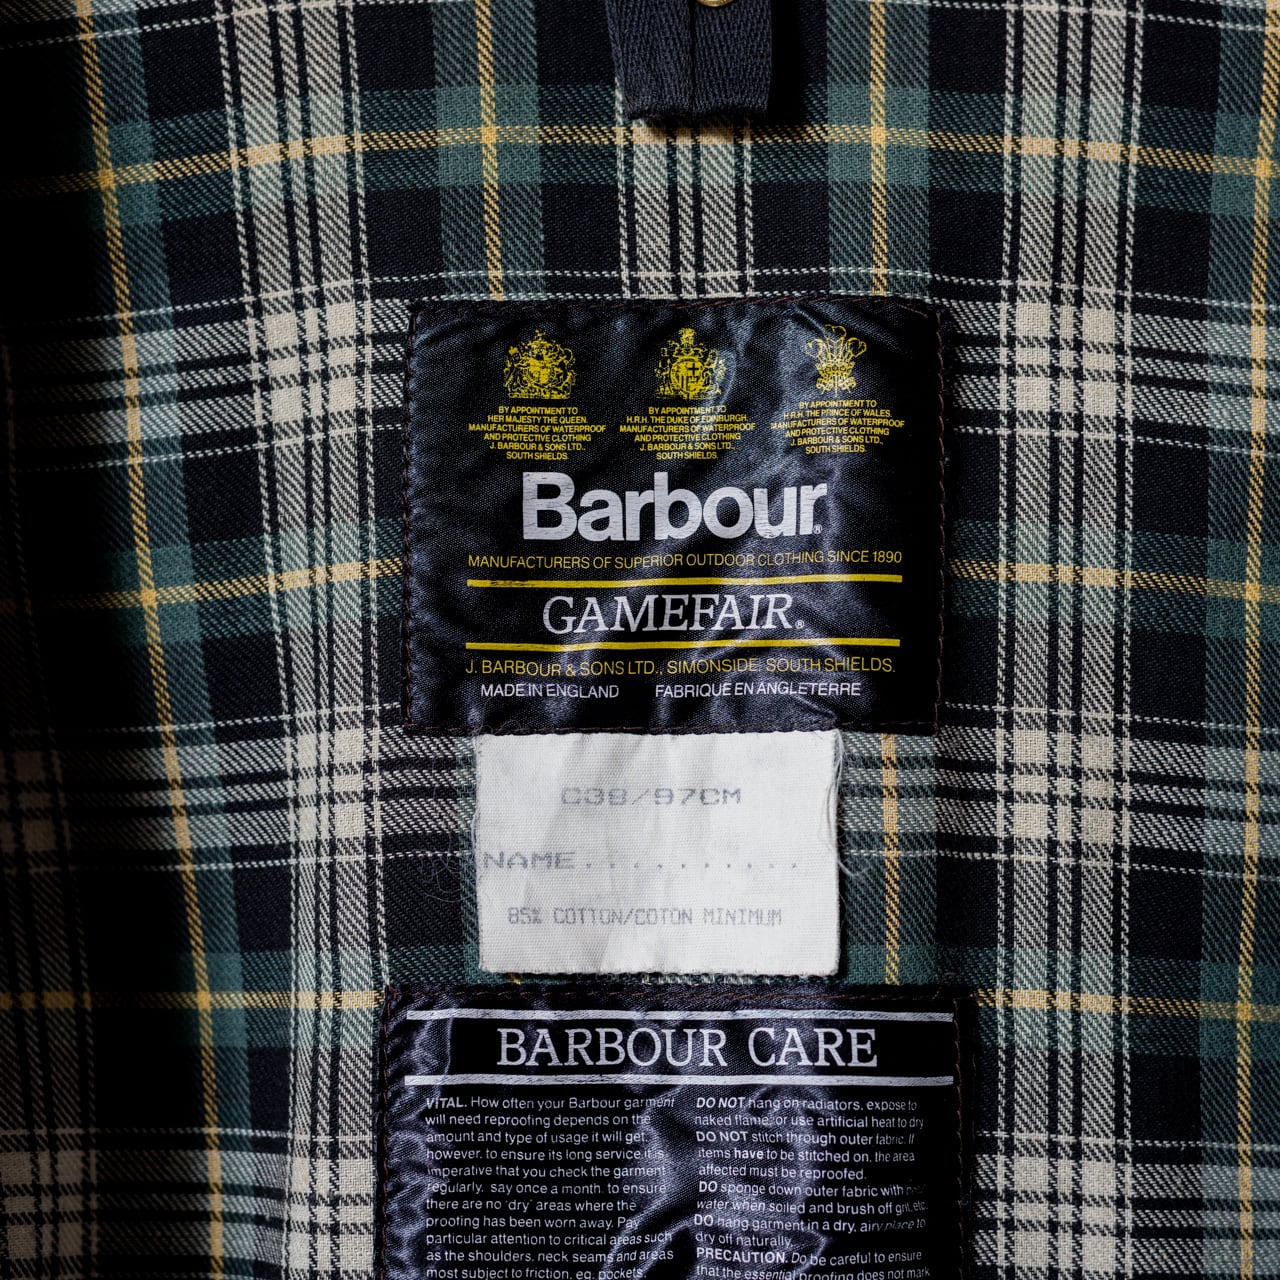 BY APPOINTMENT TO
HER MAJESTY THE QUEEN.
MANUFACTURERS OF WATERPROOF
AND PROTECTIVE CLOTHING
J. BARBOUR & SONS LTD.,
SOUTH SHIELDS.
BY APPOINTMENT TO
H.R.H. THE DUKE OF EDINBURGH.
MANUFACTURERS OF WATERPROOF
AND PROTECTIVE CLOTHING
J. BARBOUR & SONS LTD.,
SOUTH SHIELDS.
BY APPOINTMENT TO
H.R.H. THE PRINCE OF WALES.
MANUFACTURERS OF WATERPROOF
AND PROTECTIVE CLOTHING
J. BARBOUR & SONS LTD.,
SOUTH SHIELDS.
Barbour®
MANUFACTURERS OF SUPERIOR OUTDOOR CLOTHING SINCE 1890
GAMEFAIR®
J. BARBOUR & SONS LTD., SIMONSIDE, SOUTH SHIELDS.
MADE IN ENGLAND FABRIQUE EN ANGLETERRE
C38/97CM
NAME..........
85% COTTON/COTON MINIMUM
BARBOUR CARE
VITAL. How often your Barbour garment
will need reproofing depends on the
amount and type of usage it will get,
however, to ensure its long service it is
imperative that you check the garment
regularly, say once a month, to ensure
there are no 'dry' areas where the
proofing has been worn away. Pay
particular attention to critical areas such
as the shoulders, neck seams and areas
most subject to friction, eg. pockets.
DO NOT hang on radiators, expose to
naked flame, or use artificial heat to dry
DO NOT stitch through outer fabric. If
items have to be stitched on, the area
affected must be reproofed.
DO sponge down outer fabric with
water when soiled and brush off grit, etc.
DO hang garment in a dry, airy place to
dry off naturally.
PRECAUTION. Do be careful to ensure
that the essential proofing does not mark